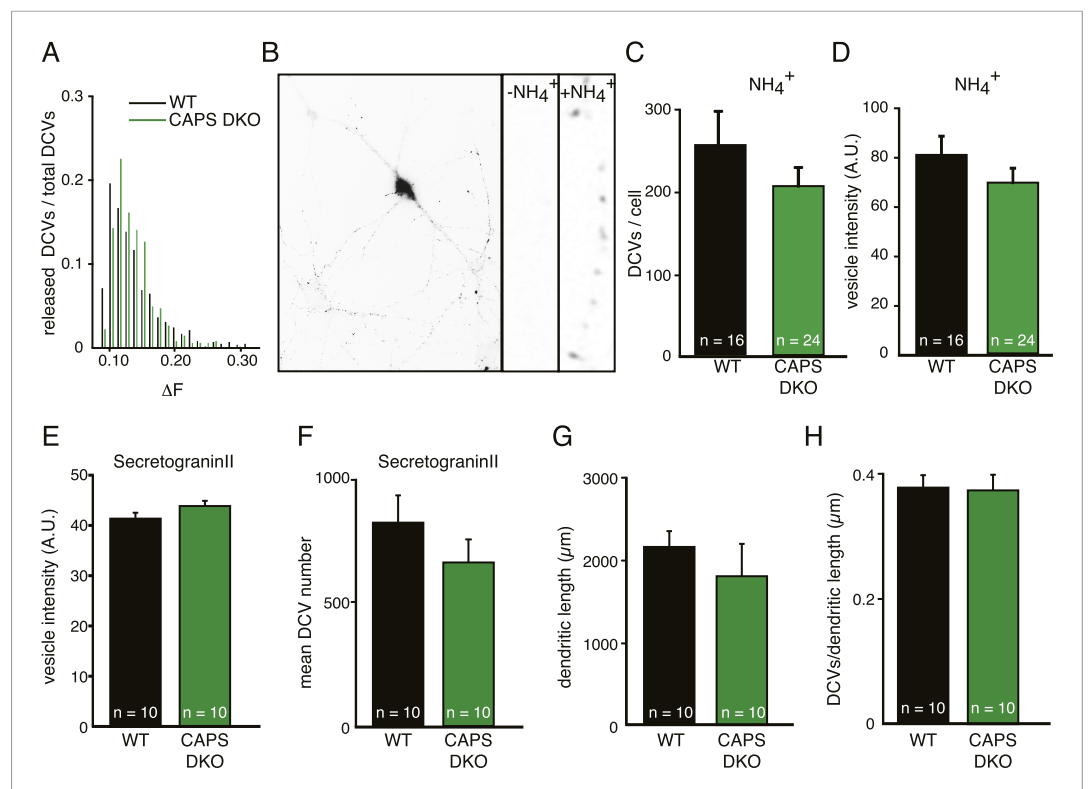 A
0.3
0.2
0.1
released DCVs / total DCVs
WT
CAPS DKO
0.10
0.20
0.30
ΔF
B
-NH4+
+NH4+
C
NH4+
300
200
100
0
DCVs / cell
n = 16
n = 24
WT
CAPS
DKO
D
NH4+
100
80
60
40
20
0
vesicle intensity (A.U.)
n = 16
n = 24
WT
CAPS
DKO
E
SecretograninII
50
40
30
20
10
0
vesicle intensity (A.U.)
n = 10
n = 10
WT
CAPS
DKO
F
SecretograninII
1000
500
0
mean DCV number
n = 10
n = 10
WT
CAPS
DKO
G
3000
2000
1000
0
dendritic length (µm)
n = 10
n = 10
WT
CAPS
DKO
H
0.4
0.2
0
DCVs/dendritic length (µm)
n = 10
n = 10
WT
CAPS
DKO